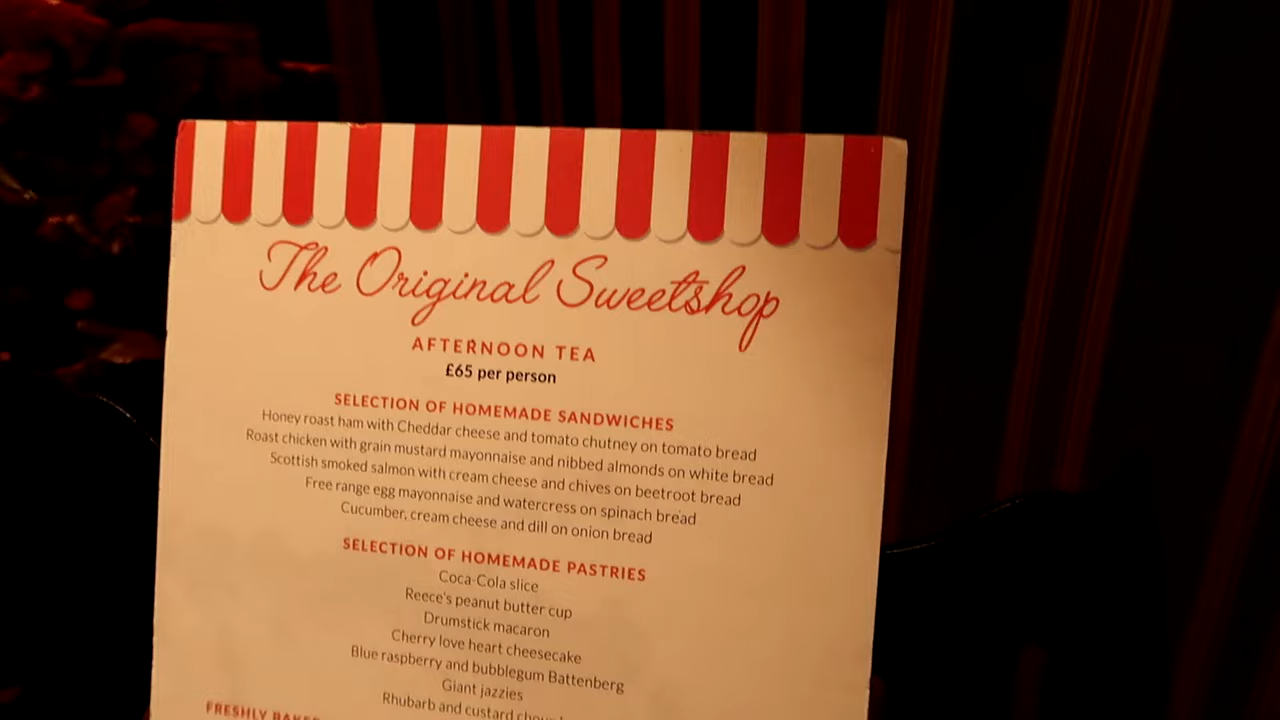 The Original Sweetshop
AFTERNOON TEA
£65 per person
SELECTION OF HOMEMADE SANDWICHES
Honey roast ham with Cheddar cheese and tomato chutney on tomato bread
Roast chicken with grain mustard mayonnaise and nibbed almonds on white bread
Scottish smoked salmon with cream cheese and chives on beetroot bread
Free range egg mayonnaise and watercress on spinach bread
Cucumber, cream cheese and dill on onion bread
SELECTION OF HOMEMADE PASTRIES
Coca-Cola slice
Reece's peanut butter cup
Drumstick macaron
Cherry love heart cheesecake
Blue raspberry and bubblegum Battenberg
Giant jazzies
Rhubarb and custard
FRESHLY